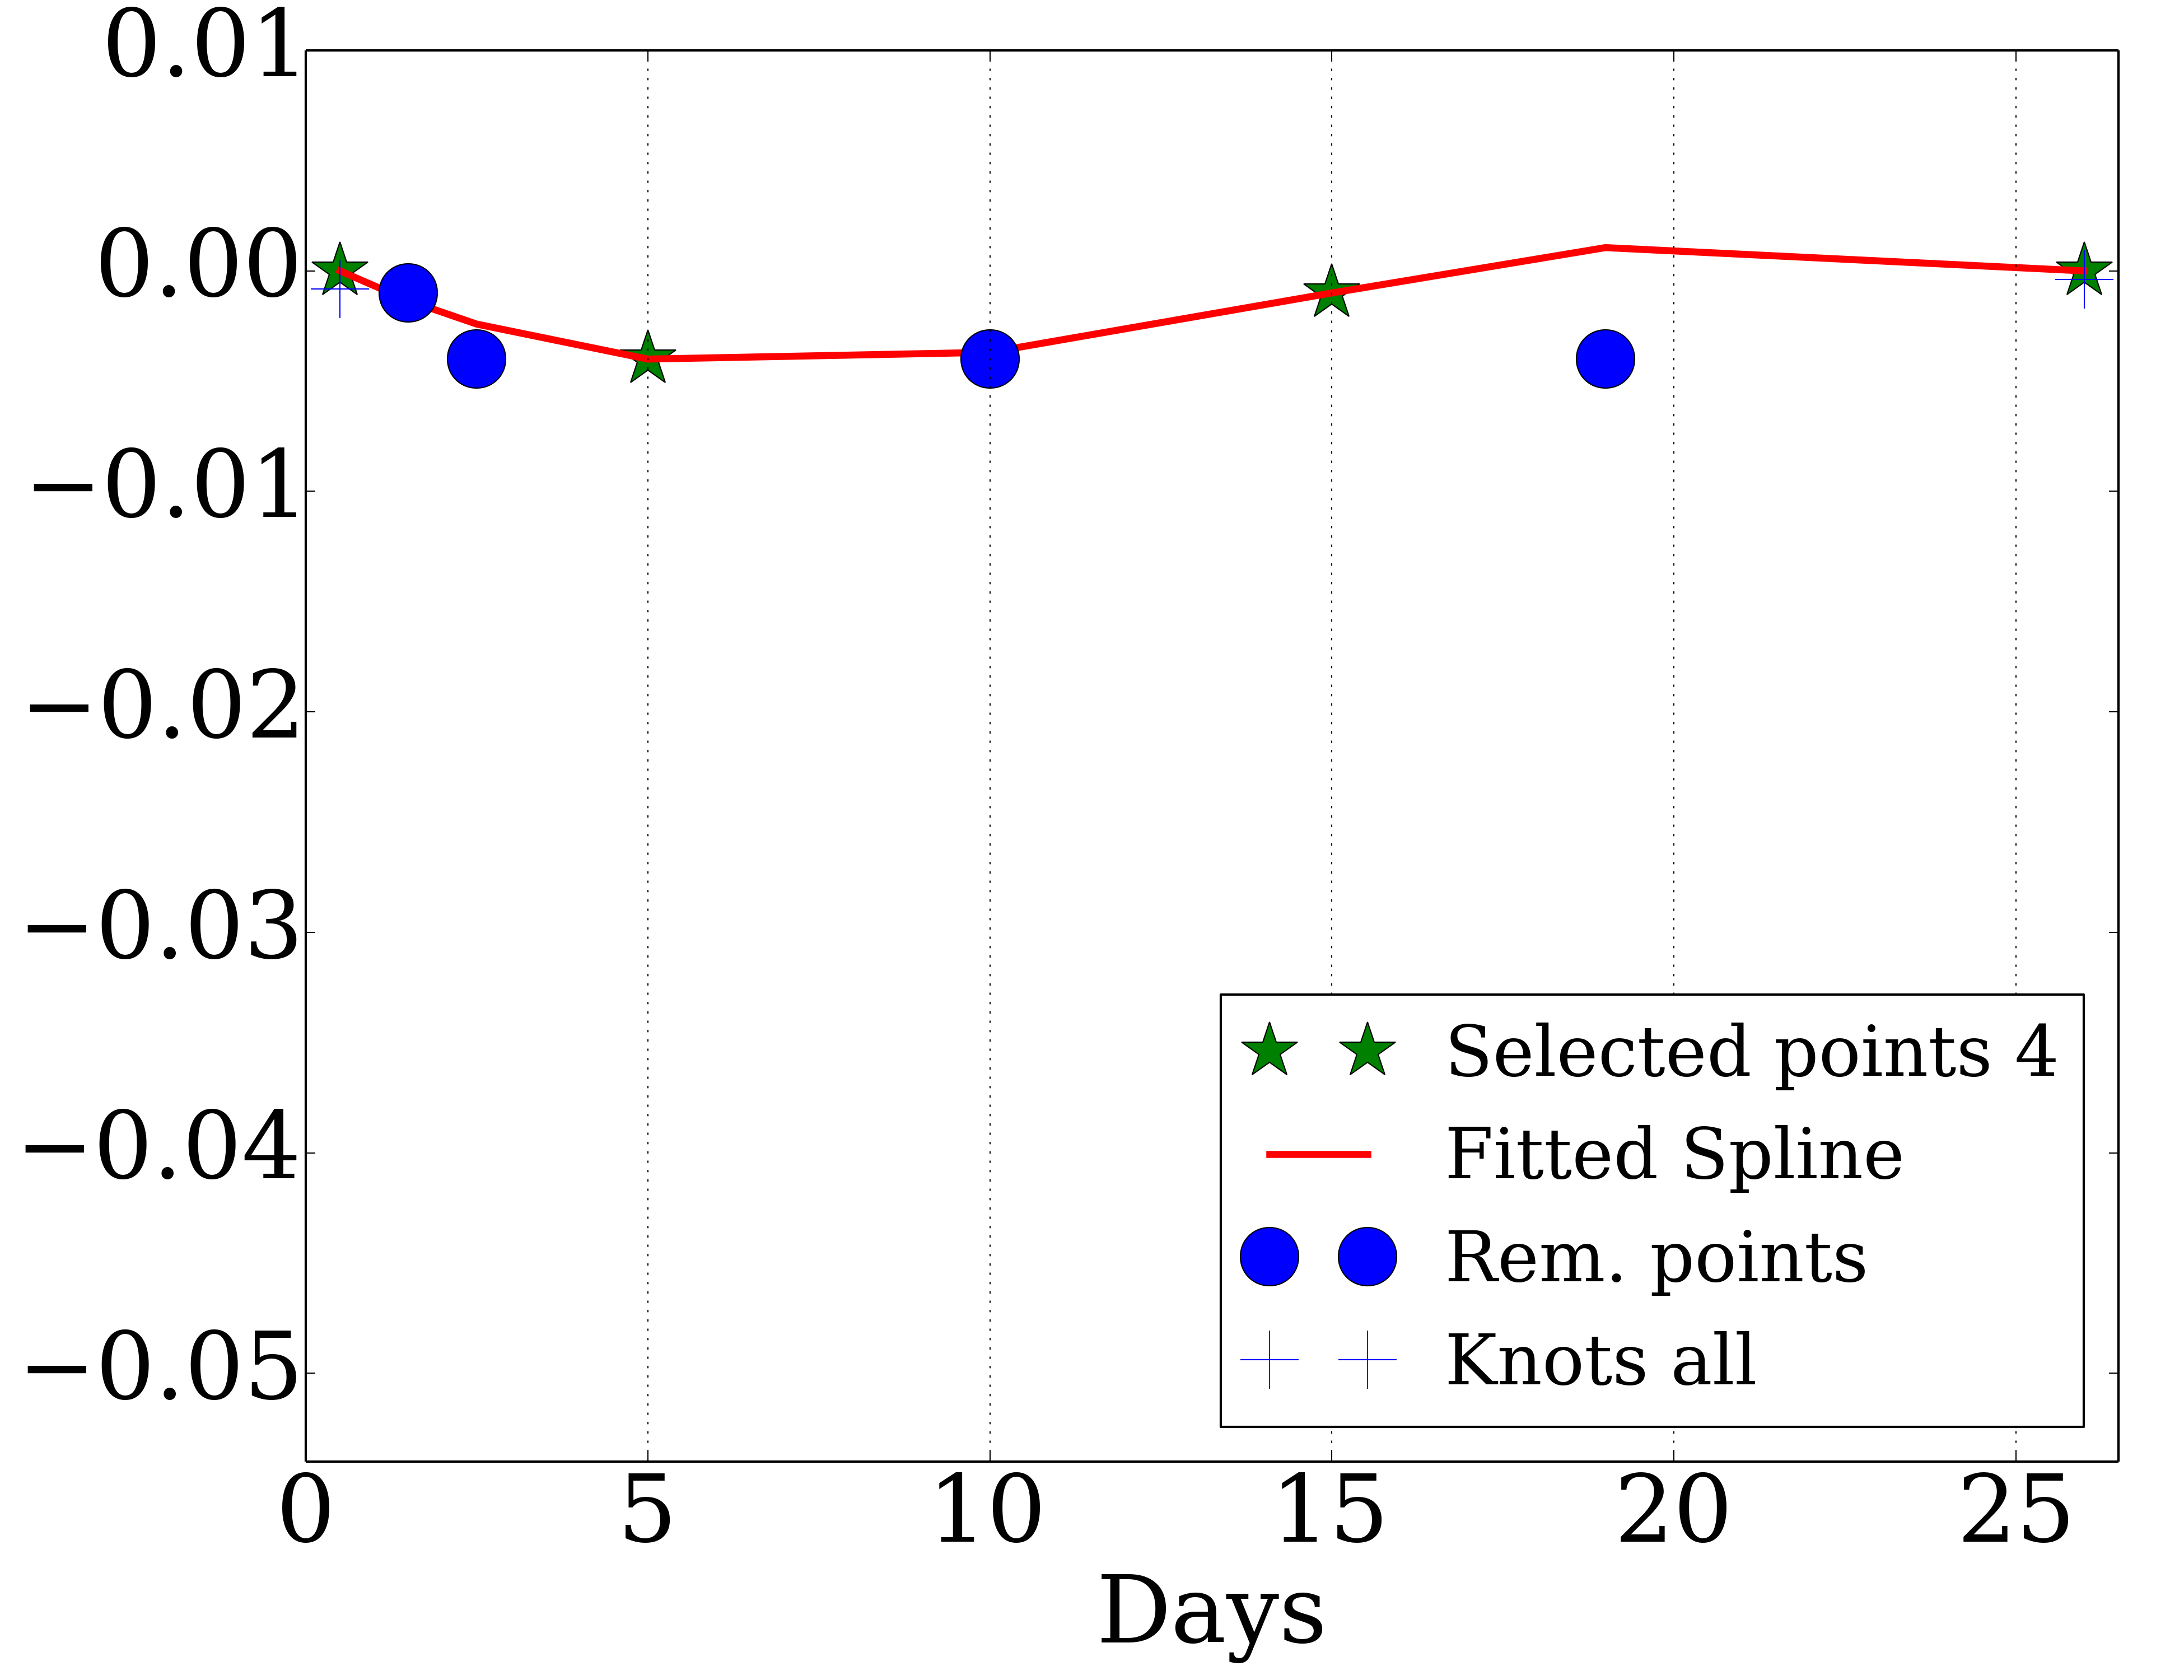 0.01
0.00
−0.01
−0.02
−0.03
−0.04
−0.05
Selected points 4
Fitted Spline
Rem. points
Knots all
0 5 10 15 20 25
Days